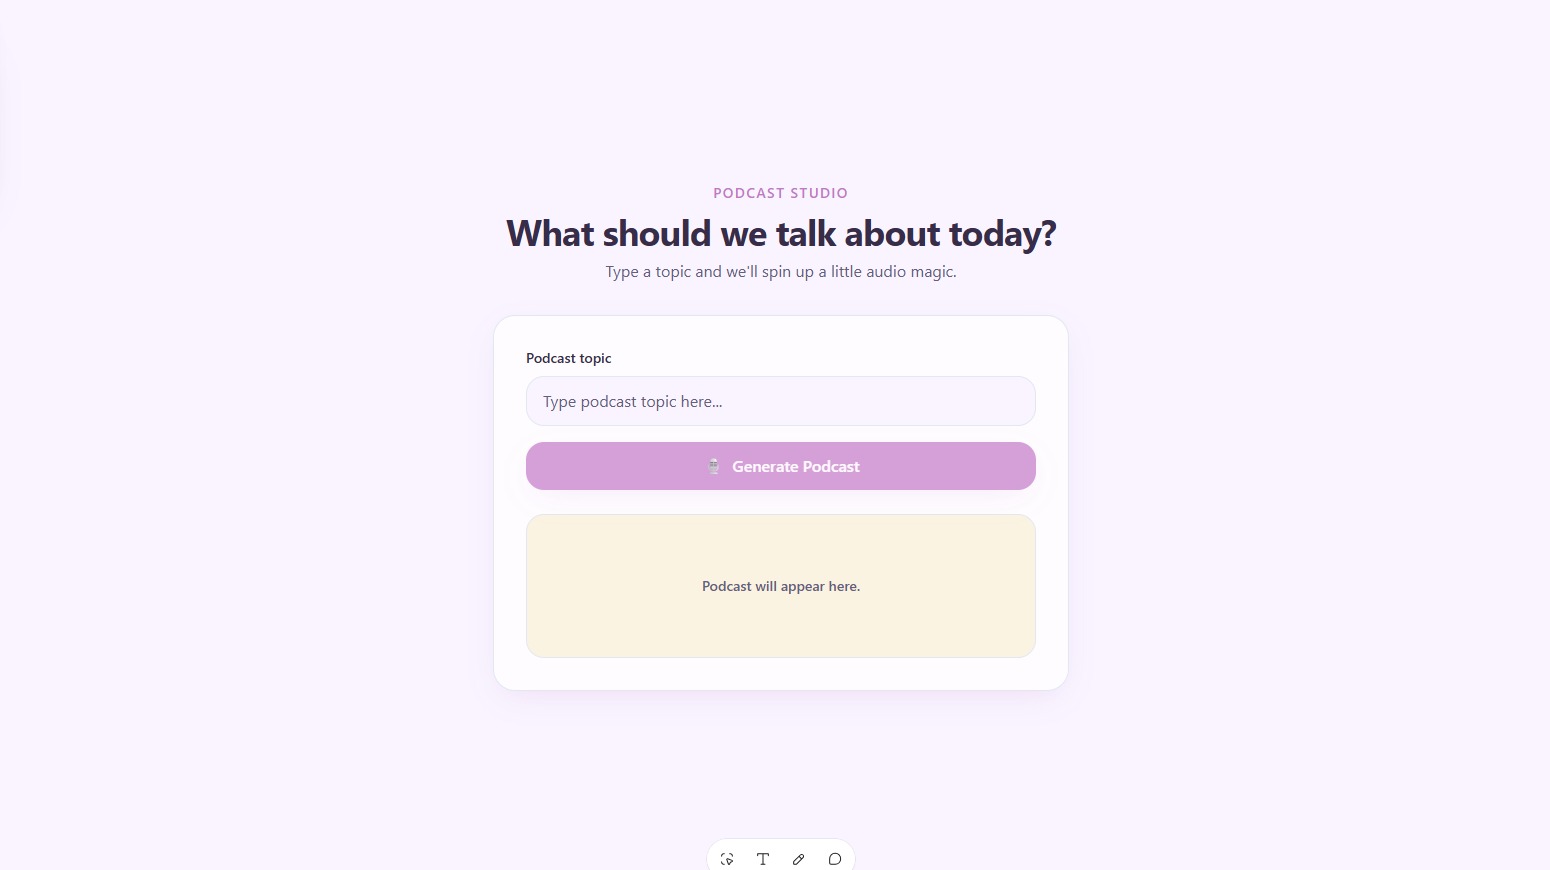 PODCAST STUDIO
What should we talk about today?
Type a topic and we'll spin up a little audio magic.
Podcast topic
Type podcast topic here...
Generate Podcast
Podcast will appear here.